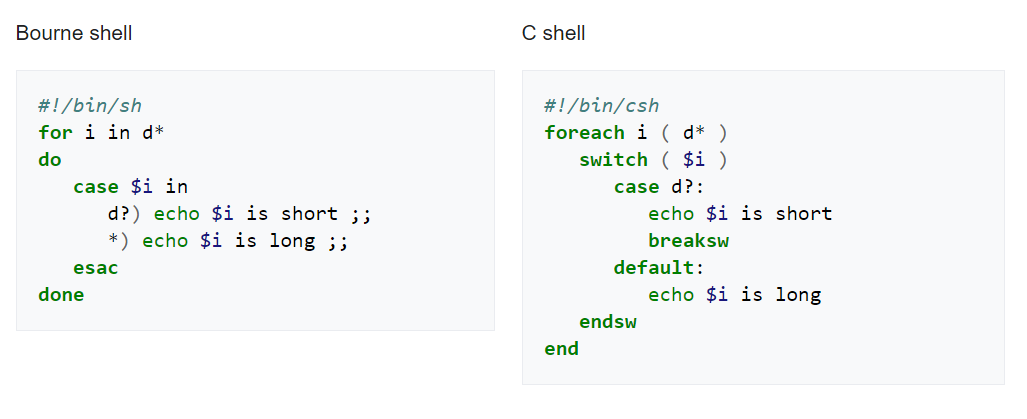 Bourne shell
#!/bin/sh
for i in d*
do
   case $i in
      d?) echo $i is short ;;
      *) echo $i is long ;;
   esac
done
C shell
#!/bin/csh
foreach i ( d* )
   switch ( $i )
      case d?:
         echo $i is short
         breaksw
      default:
         echo $i is long
   endsw
end